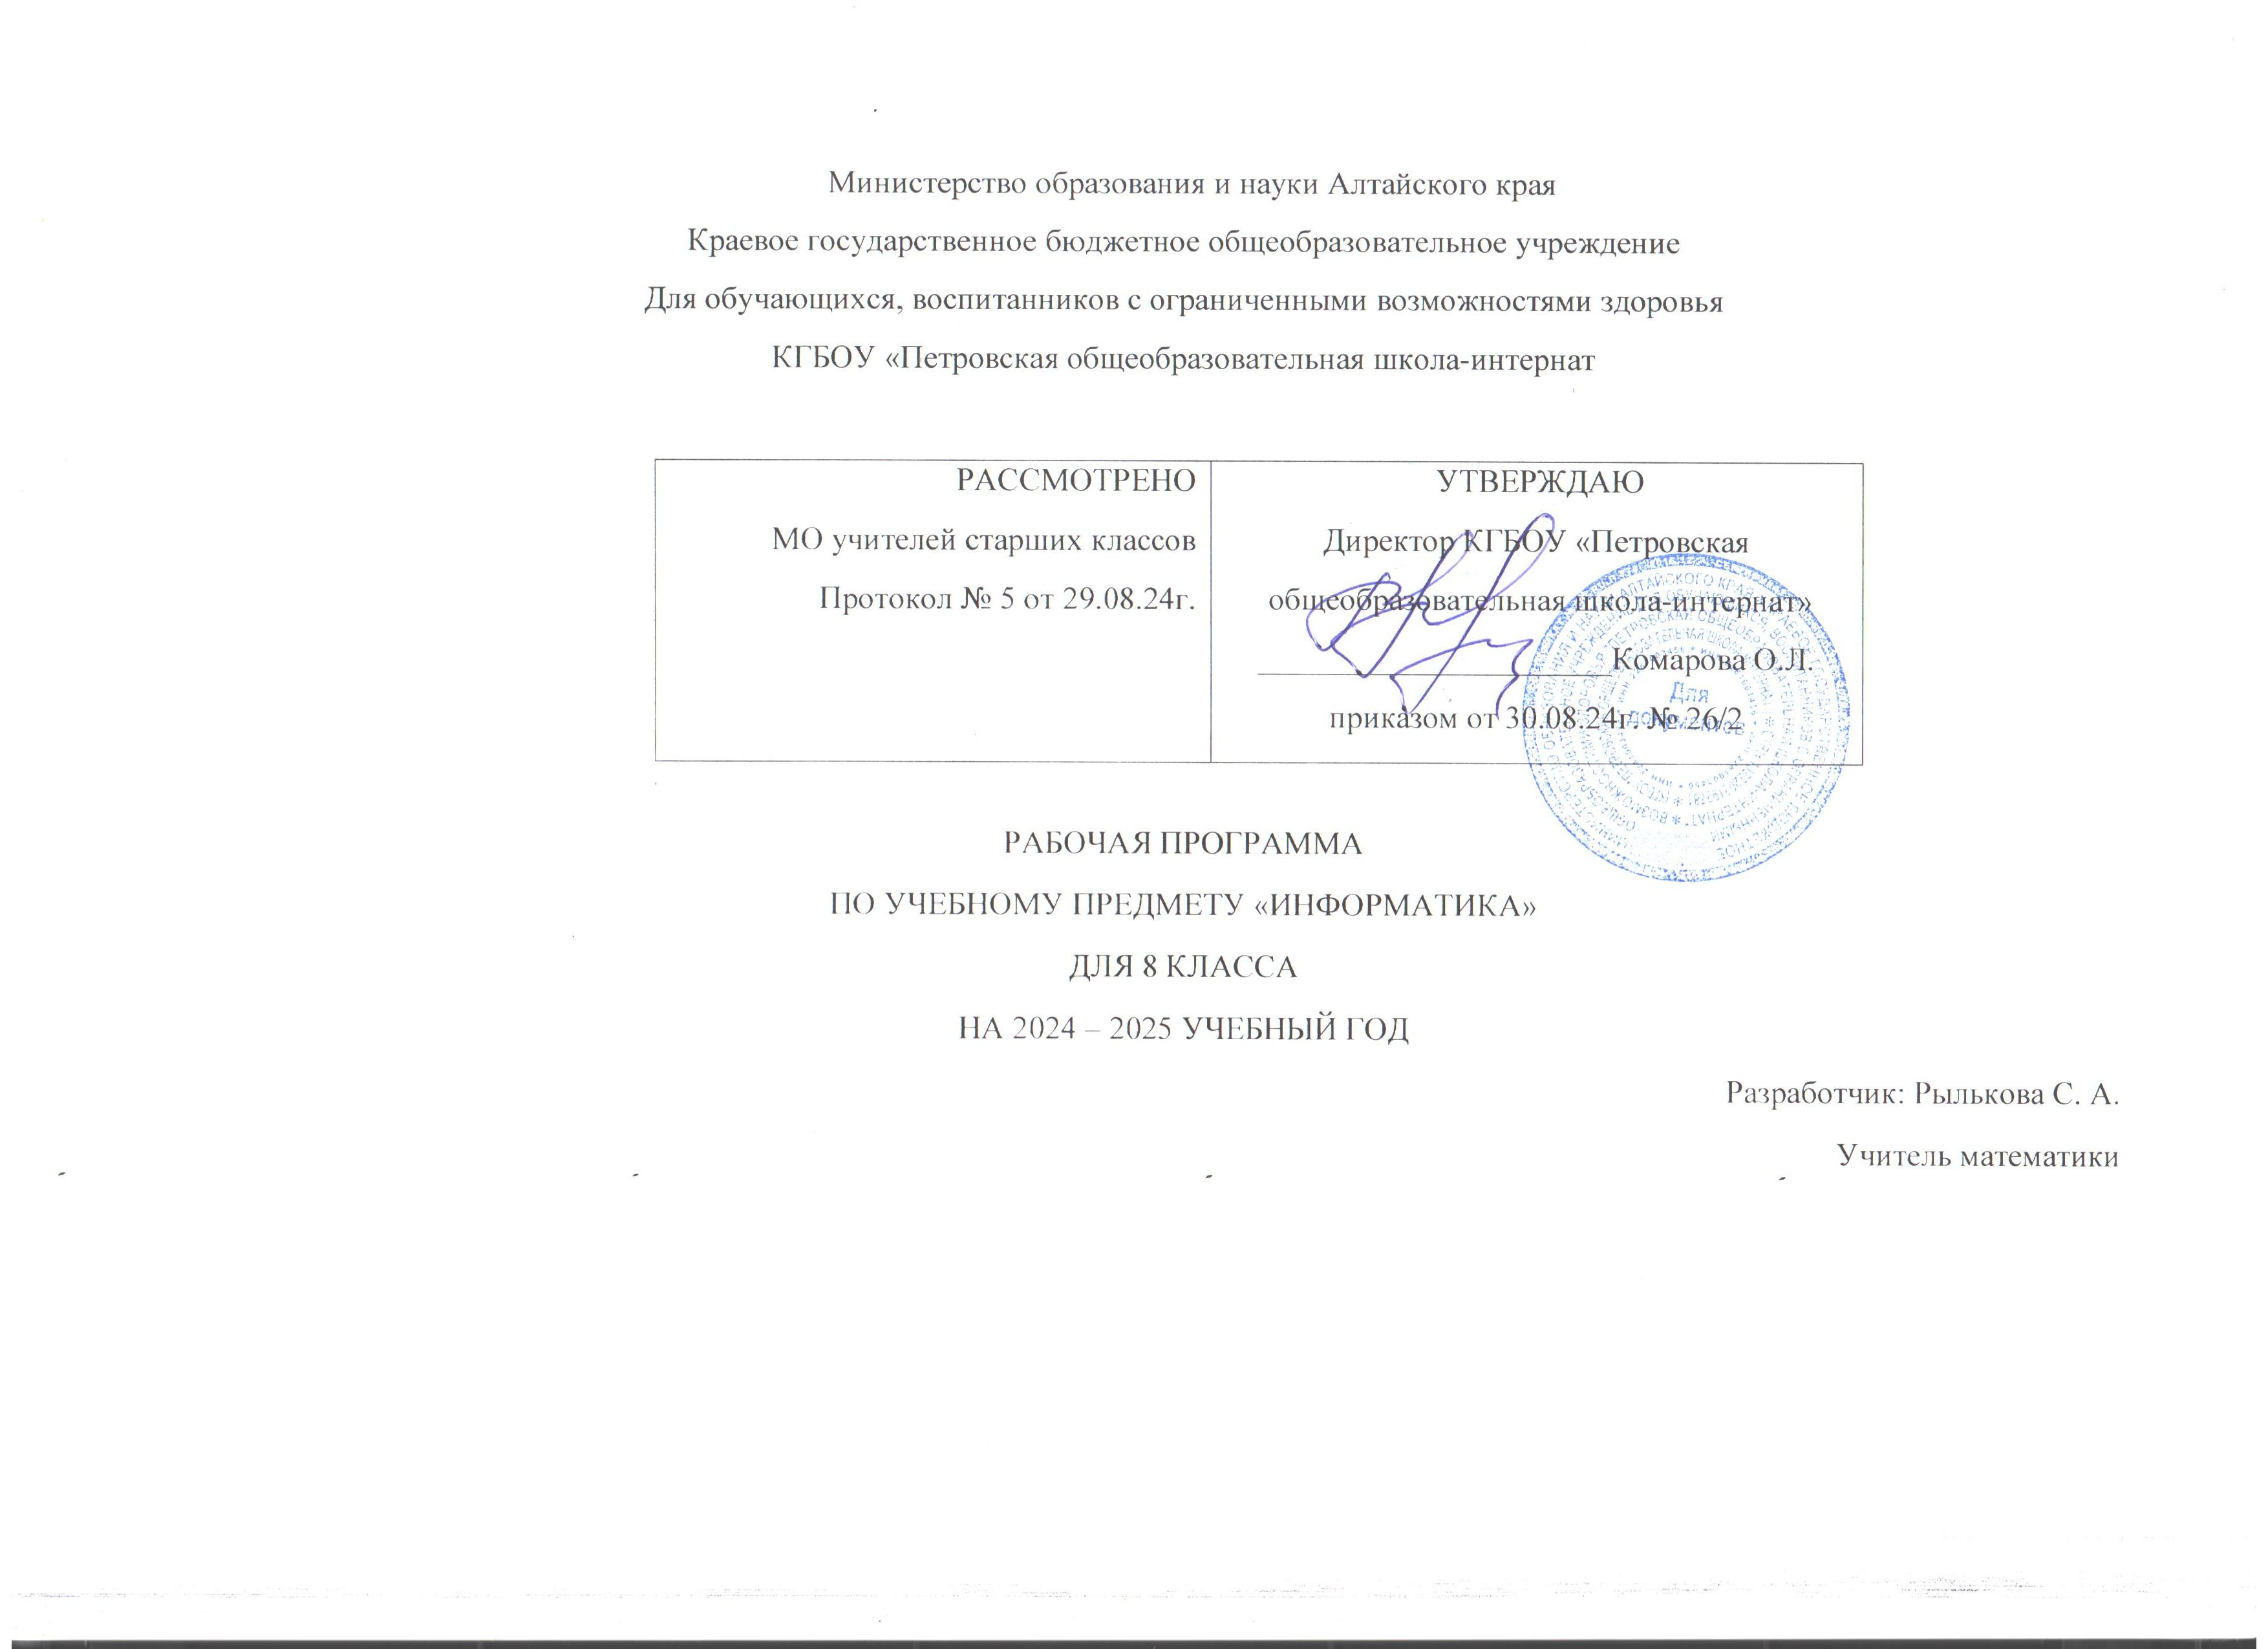 Министерство образования и науки Алтайского края
Краевое государственное бюджетное общеобразовательное учреждение
Для обучающихся, воспитанников с ограниченными возможностями здоровья
КГБОУ «Петровская общеобразовательная школа-интернат
РАССМОТРЕНО
МО учителей старших классов
Протокол № 5 от 29.08.24г.
УТВЕРЖДАЮ
Директор КГБОУ «Петровская
общеобразовательная школа-интернат»
Комарова О.Л.
приказом от 30.08.24г. № 26/2
Для
документов
РАБОЧАЯ ПРОГРАММА
ПО УЧЕБНОМУ ПРЕДМЕТУ «ИНФОРМАТИКА»
ДЛЯ 8 КЛАССА
НА 2024 – 2025 УЧЕБНЫЙ ГОД
Разработчик: Рылькова С. А.
Учитель математики